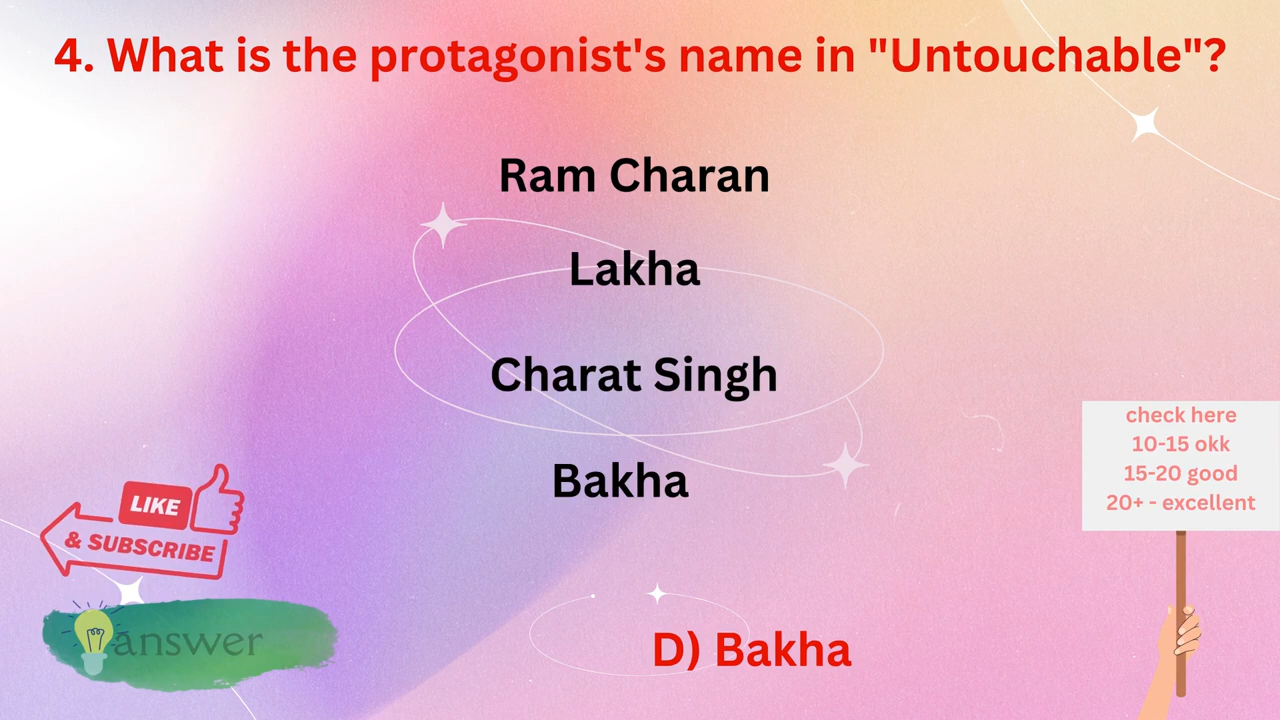 4. What is the protagonist's name in "Untouchable"?
Ram Charan
Lakha
Charat Singh
Bakha
check here
10-15 okk
15-20 good
20+ - excellent
LIKE
& SUBSCRIBE
answer
D) Bakha